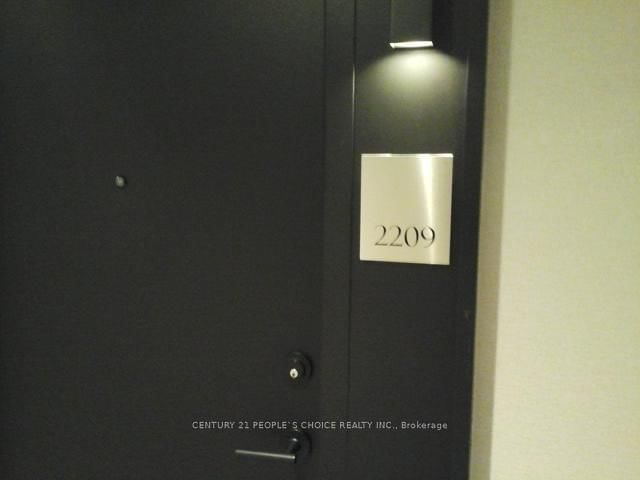 2209
CENTURY 21 PEOPLE`S CHOICE REALTY INC., Brokerage